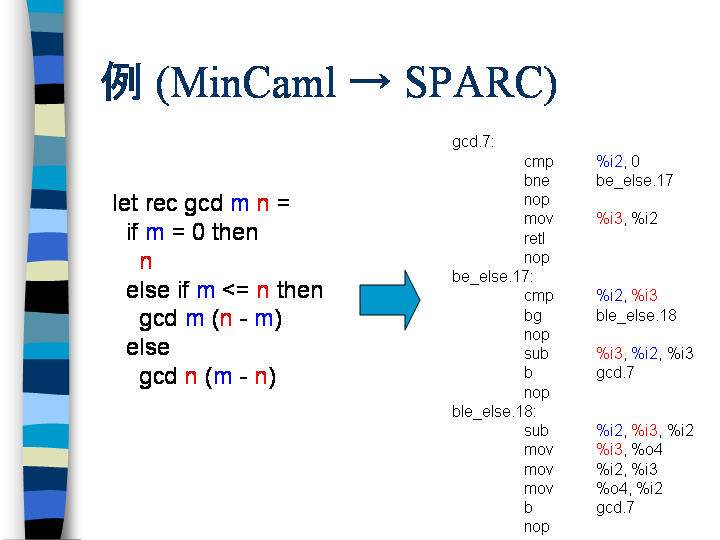 例 (MinCaml → SPARC)
let rec gcd m n =
if m = 0 then
n
else if m <= n then
gcd m (n - m)
else
gcd n (m - n)
gcd.7:
cmp %i2, 0
bne be_else.17
nop
mov %i3, %i2
retl
nop
be_else.17:
cmp %i2, %i3
bg ble_else.18
nop
sub %i3, %i2, %i3
b gcd.7
nop
ble_else.18:
sub %i2, %i3, %i2
mov %i3, %o4
mov %i2, %i3
mov %o4, %i2
b gcd.7
nop